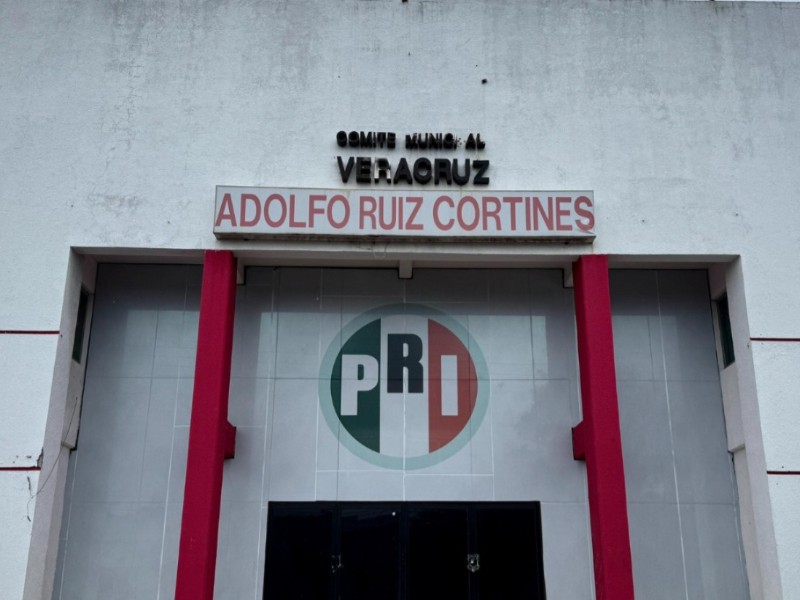 COMITE MUNICIPAL
VERACRUZ
ADOLFO RUIZ CORTINES
PRI